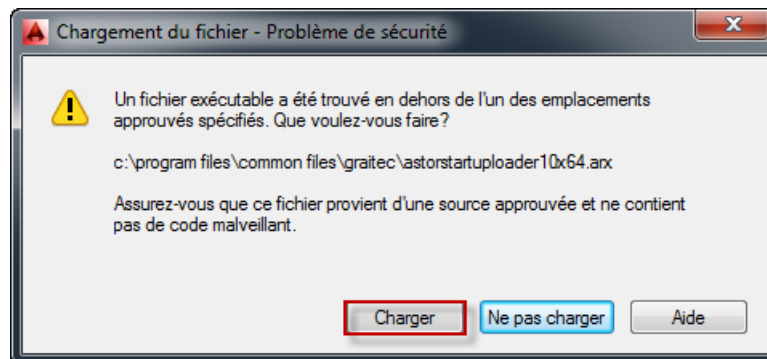 Chargement du fichier - Problème de sécurité
Un fichier exécutable a été trouvé en dehors de l'un des emplacements
approuvés spécifiés. Que voulez-vous faire?
c:\program files\common files\graitec\astorstartuploader10x64.arx
Assurez-vous que ce fichier provient d'une source approuvée et ne contient
pas de code malveillant.
Charger Ne pas charger Aide